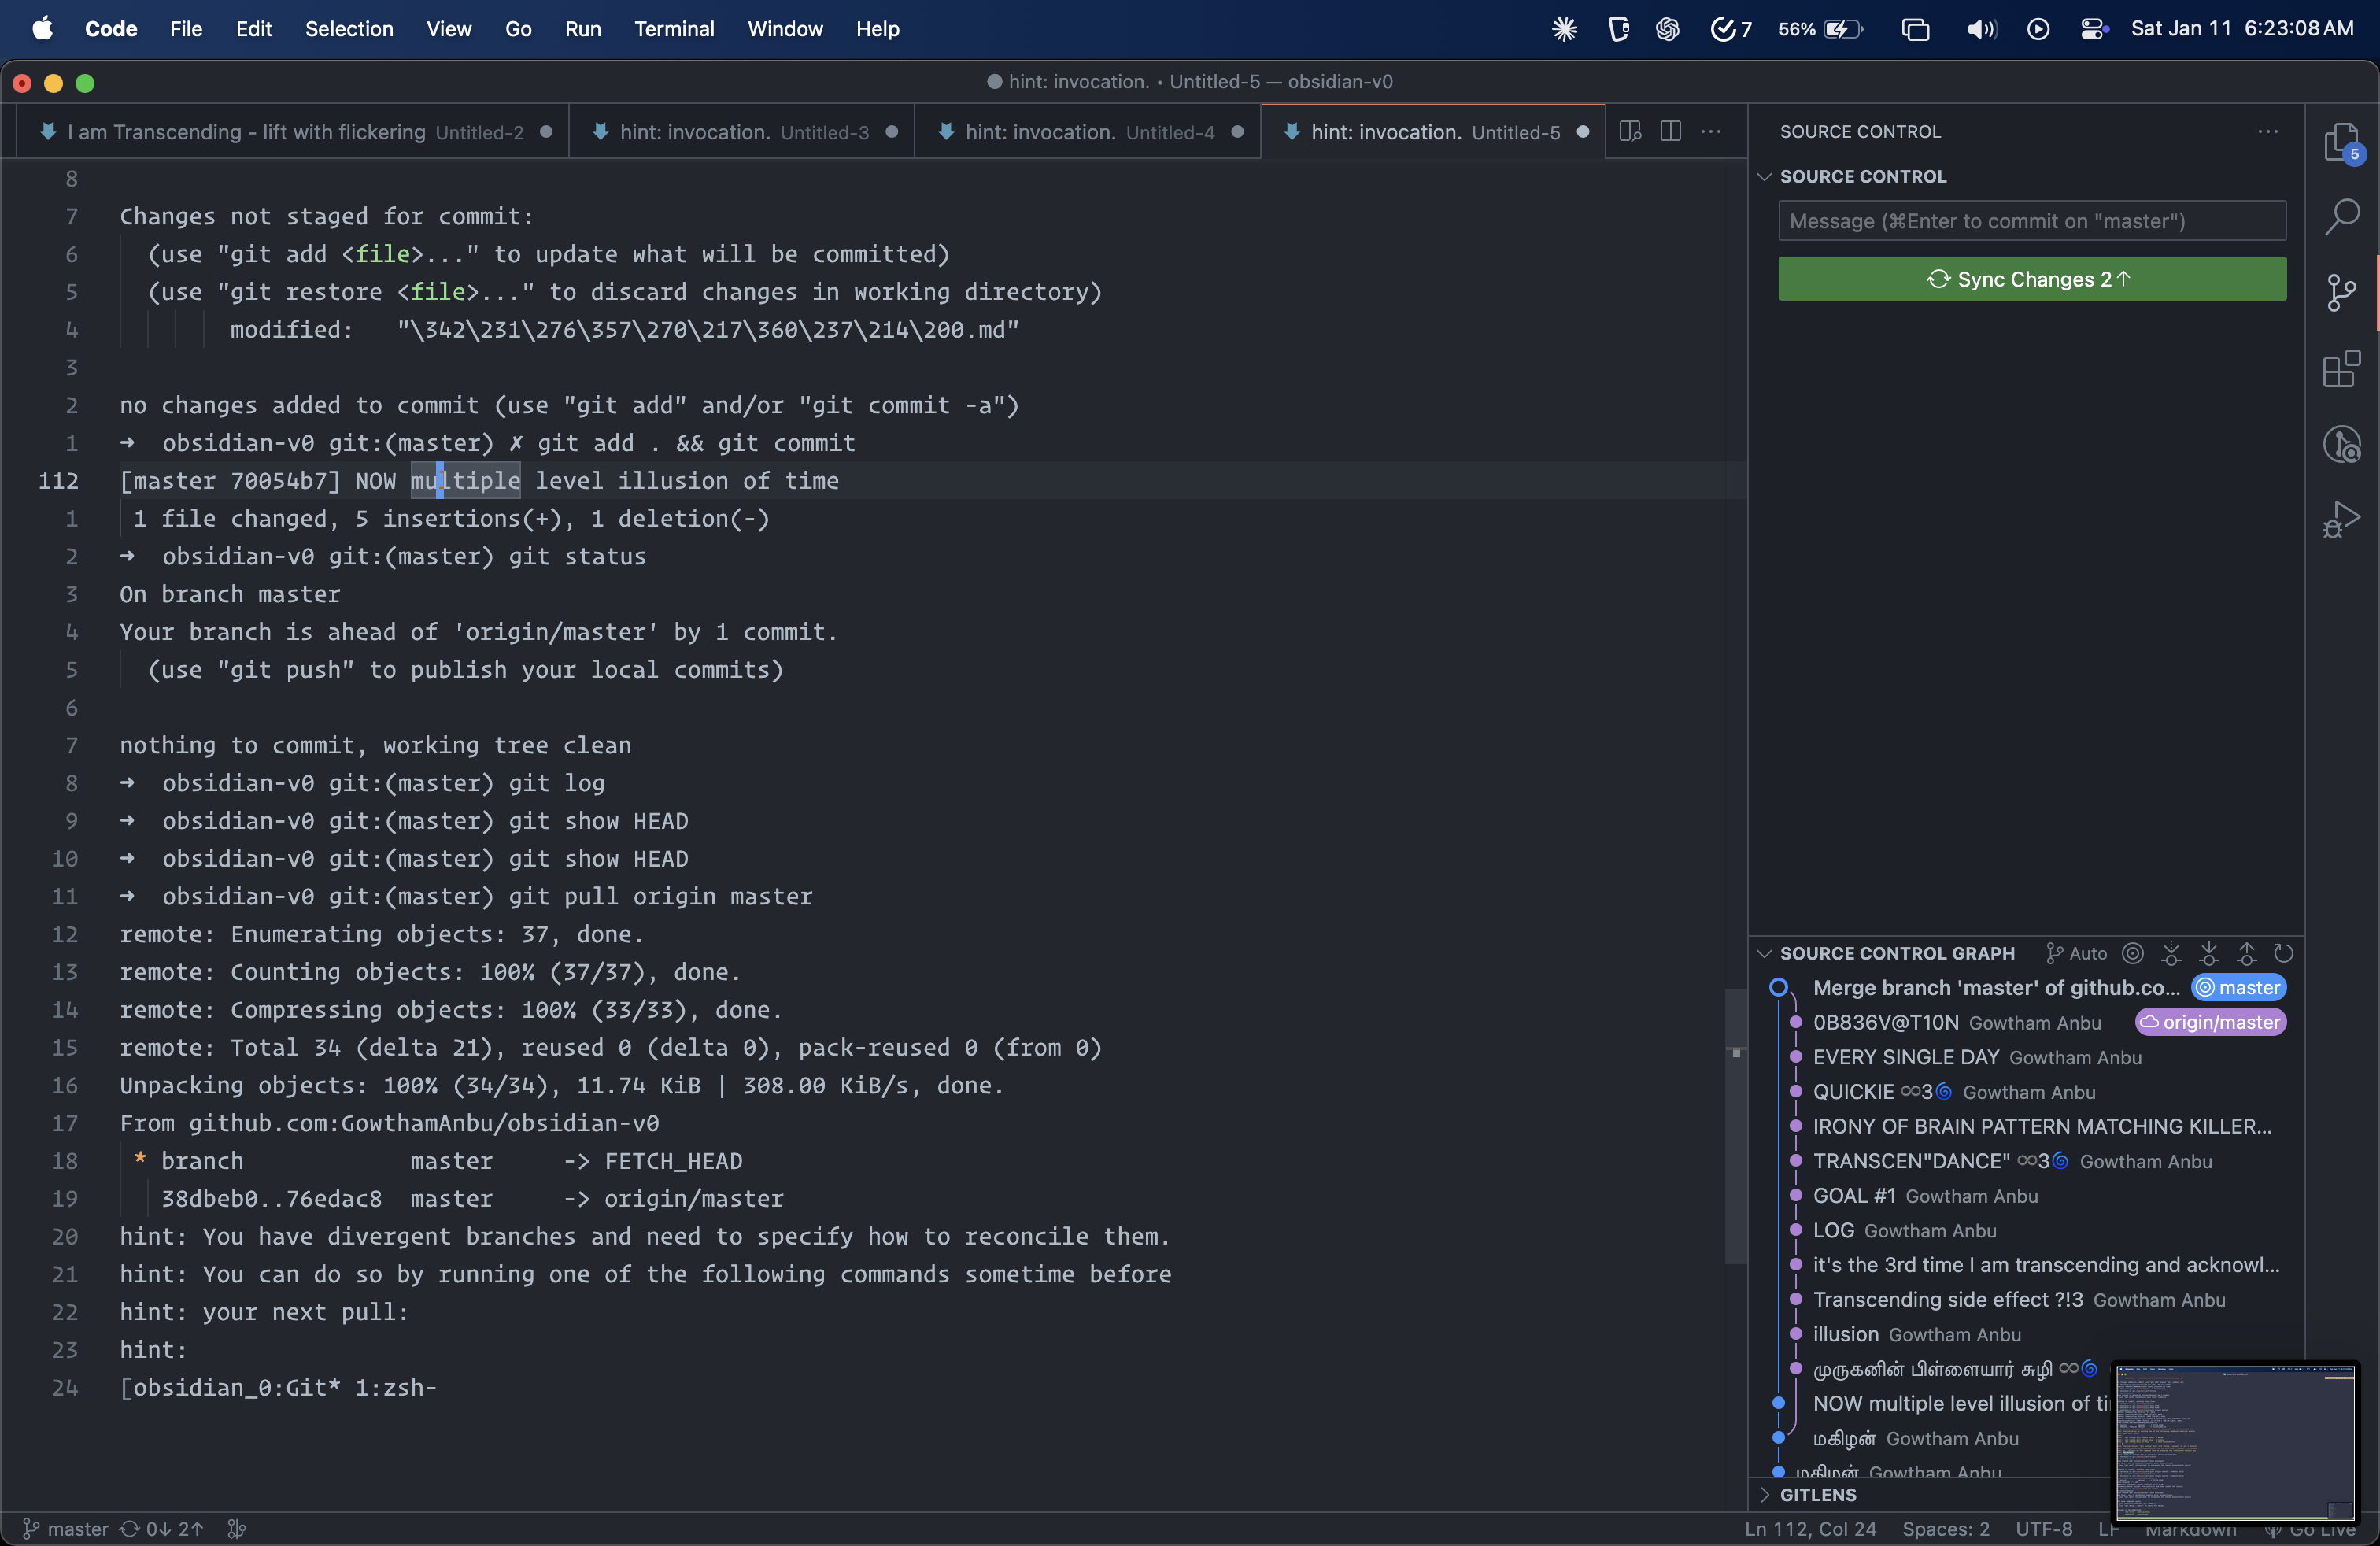 Code File Edit Selection View Go Run Terminal Window Help
7 56% Sat Jan 11 6:23:08 AM
hint: invocation. • Untitled-5 — obsidian-v0
I am Transcending - lift with flickering Untitled-2
hint: invocation. Untitled-3
hint: invocation. Untitled-4
hint: invocation. Untitled-5
8
7 Changes not staged for commit:
6 (use "git add <file>..." to update what will be committed)
5 (use "git restore <file>..." to discard changes in working directory)
4 modified: "\342\231\276\357\270\217\360\237\214\200.md"
3
2 no changes added to commit (use "git add" and/or "git commit -a")
1 ➜ obsidian-v0 git:(master) ✗ git add . && git commit
112 [master 70054b7] NOW multiple level illusion of time
1 1 file changed, 5 insertions(+), 1 deletion(-)
2 ➜ obsidian-v0 git:(master) git status
3 On branch master
4 Your branch is ahead of 'origin/master' by 1 commit.
5 (use "git push" to publish your local commits)
6
7 nothing to commit, working tree clean
8 ➜ obsidian-v0 git:(master) git log
9 ➜ obsidian-v0 git:(master) git show HEAD
10 ➜ obsidian-v0 git:(master) git show HEAD
11 ➜ obsidian-v0 git:(master) git pull origin master
12 remote: Enumerating objects: 37, done.
13 remote: Counting objects: 100% (37/37), done.
14 remote: Compressing objects: 100% (33/33), done.
15 remote: Total 34 (delta 21), reused 0 (delta 0), pack-reused 0 (from 0)
16 Unpacking objects: 100% (34/34), 11.74 KiB | 308.00 KiB/s, done.
17 From github.com:GowthamAnbu/obsidian-v0
18 * branch master -> FETCH_HEAD
19 38dbeb0..76edac8 master -> origin/master
20 hint: You have divergent branches and need to specify how to reconcile them.
21 hint: You can do so by running one of the following commands sometime before
22 hint: your next pull:
23 hint:
24 [obsidian_0:Git* 1:zsh-
SOURCE CONTROL
SOURCE CONTROL
Message (⌘Enter to commit on "master")
Sync Changes 2↑
5
SOURCE CONTROL GRAPH Auto
Merge branch 'master' of github.co... master
0B836V@T10N Gowtham Anbu origin/master
EVERY SINGLE DAY Gowtham Anbu
QUICKIE ♾️3🌀 Gowtham Anbu
IRONY OF BRAIN PATTERN MATCHING KILLER...
TRANSCEN"DANCE" ♾️3🌀 Gowtham Anbu
GOAL #1 Gowtham Anbu
LOG Gowtham Anbu
it's the 3rd time I am transcending and acknowl...
Transcending side effect ?!3 Gowtham Anbu
illusion Gowtham Anbu
முருகனின் பிள்ளையார் சுழி ♾️🌀
NOW multiple level illusion of
மகிழன் Gowtham Anbu
மகிழன் Gowtham Anbu
GITLENS
master 0↓ 2↑
Ln 112, Col 24 Spaces: 2 UTF-8 LF Markdown Go Live